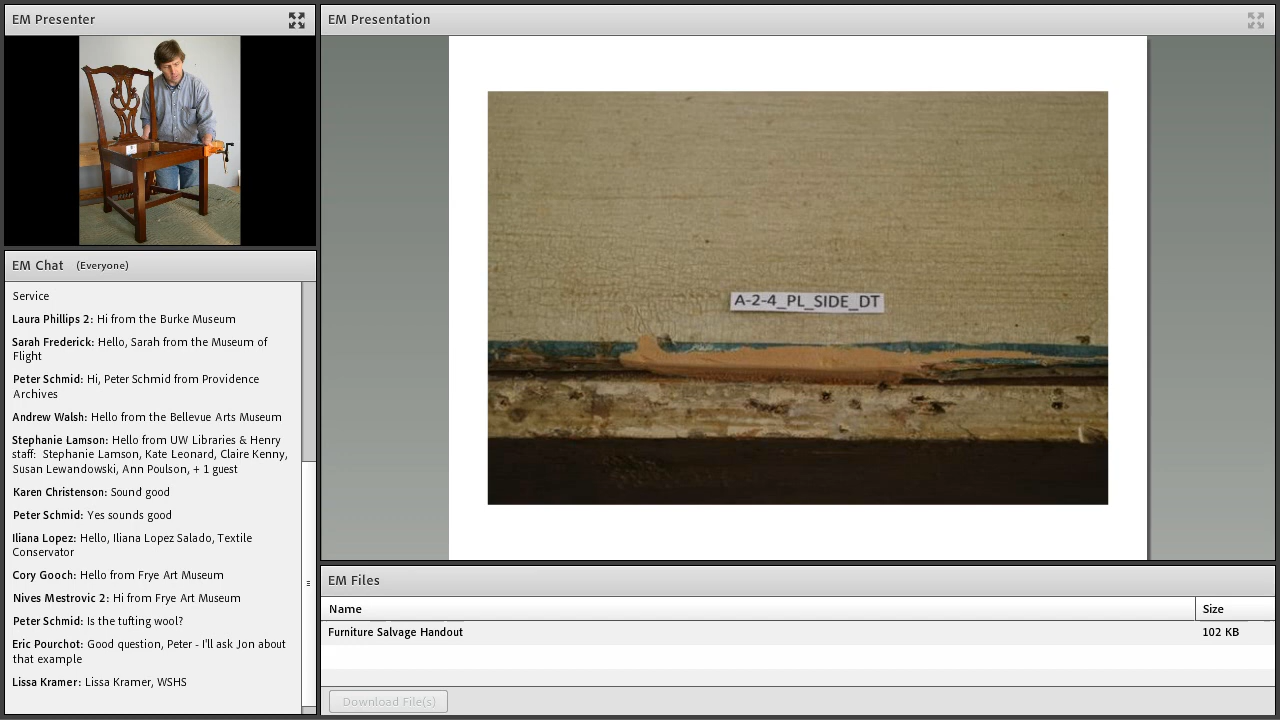 EM Presenter
EM Presentation
A-2-4_PL_SIDE_DT
EM Chat (Everyone)
Service
Laura Phillips 2: Hi from the Burke Museum
Sarah Frederick: Hello, Sarah from the Museum of
Flight
Peter Schmid: Hi, Peter Schmid from Providence
Archives
Andrew Walsh: Hello from the Bellevue Arts Museum
Stephanie Lamson: Hello from UW Libraries & Henry
staff: Stephanie Lamson, Kate Leonard, Claire Kenny,
Susan Lewandowski, Ann Poulson, + 1 guest
Karen Christenson: Sound good
Peter Schmid: Yes sounds good
Iliana Lopez: Hello, Iliana Lopez Salado, Textile
Conservator
Cory Gooch: Hello from Frye Art Museum
Nives Mestrovic 2: Hi from Frye Art Museum
Peter Schmid: Is the tufting wool?
Eric Pourchot: Good question, Peter - I'll ask Jon about
that example
Lissa Kramer: Lissa Kramer, WSHS
EM Files
Name Size
Furniture Salvage Handout 102 KB
Download File(s)